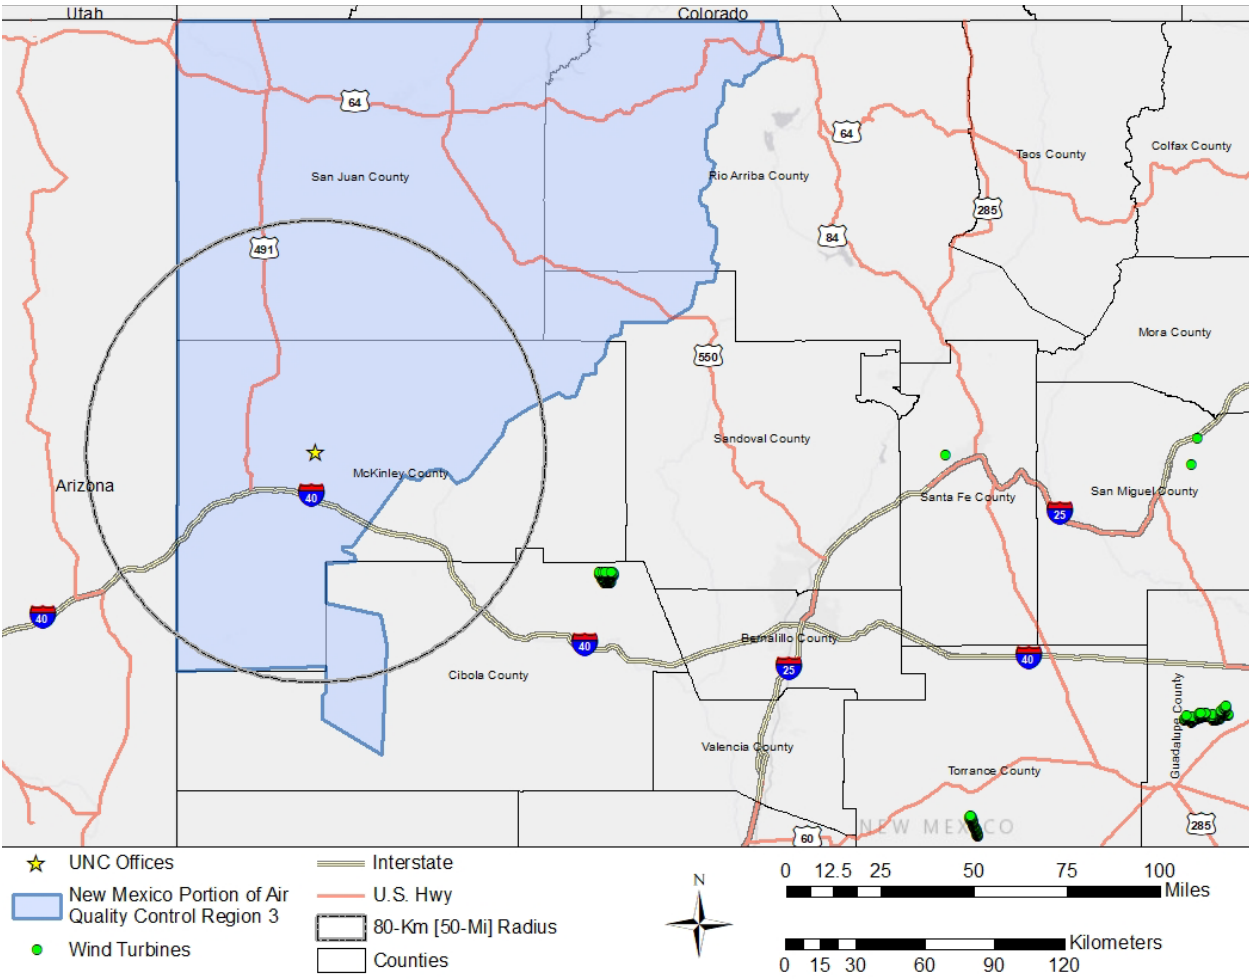 Utah
Colorado
64
64
Taos County
Colfax County
San Juan County
Rio Arriba County
285
84
491
Mora County
550
Sandoval County
McKinley County
Arizona
40
Santa Fe County
San Miguel County
25
40
40
Bernalillo County
40
25
Cibola County
Guadalupe County
Valencia County
Torrance County
NEW MEXICO
285
60
UNC Offices
New Mexico Portion of Air
Quality Control Region 3
Wind Turbines
Interstate
U.S. Hwy
80-Km [50-Mi] Radius
Counties
N
0 12.5 25 50 75 100
Miles
Kilometers
0 15 30 60 90 120